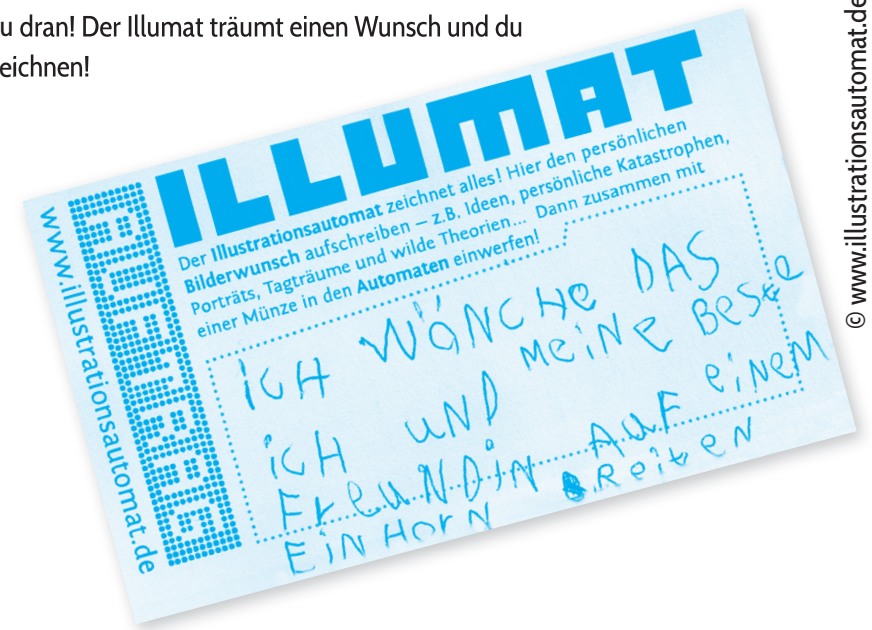 u dran! Der Illumat träumt einen Wunsch und du
eichnen!
ILLUMAT
Der Illustrationsautomat zeichnet alles! Hier den persönlichen
Bilderwunsch aufschreiben – z.B. Ideen, persönliche Katastrophen,
Porträts, Tagträume und wilde Theorien... Dann zusammen mit
einer Münze in den Automaten einwerfen!
iCH WÖNCHE DAS
iCH UND MEiNE BESte
FrEUNDiN AUF EiNEM
EiNHOrN REiteN
www.illustrationsautomat.de
© www.illustrationsautomat.de